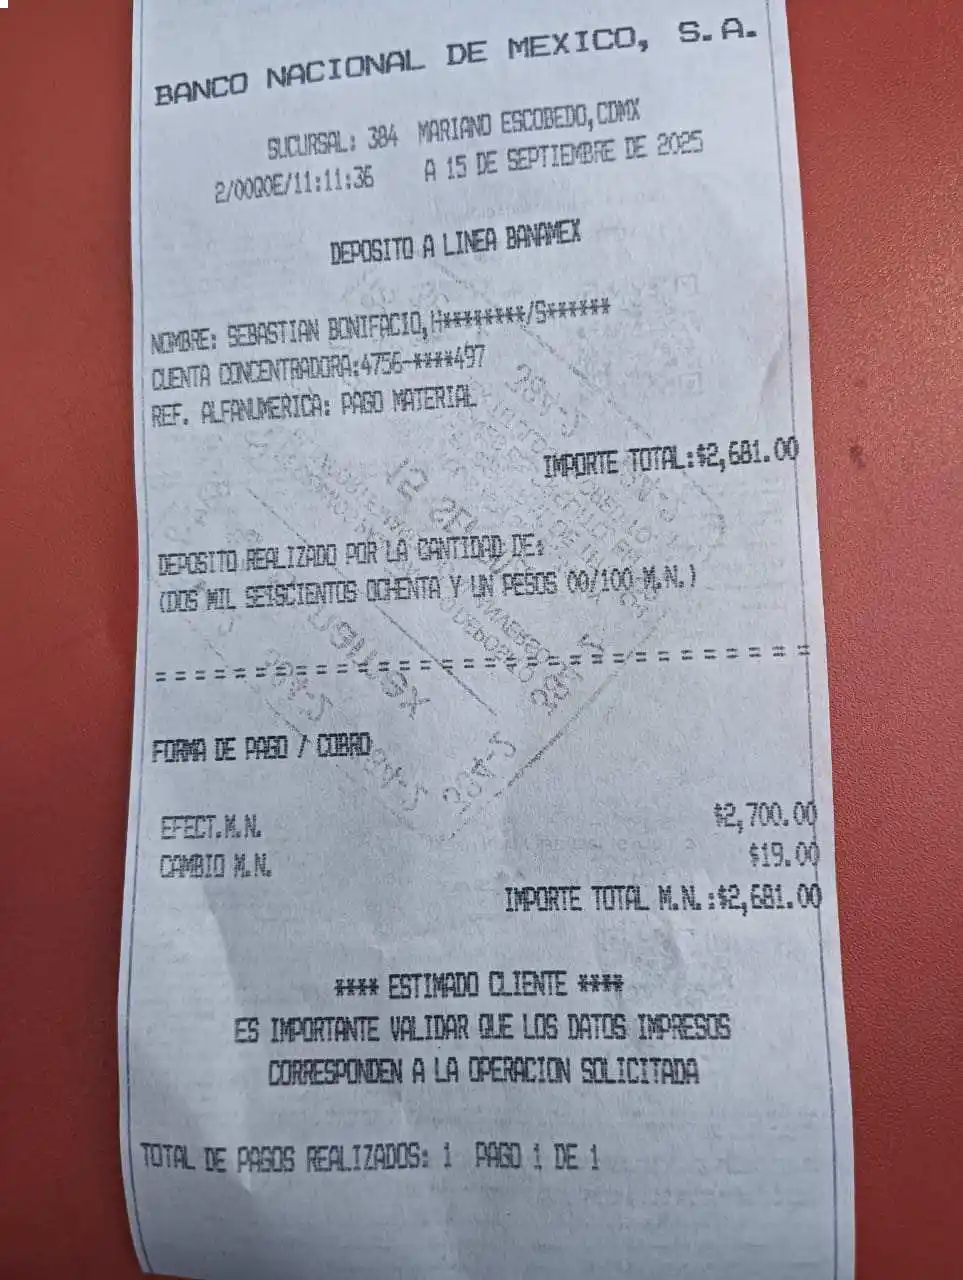 BANCO NACIONAL DE MEXICO, S.A.
SUCURSAL: 384 MARIANO ESCOBEDO,CDMX
2/00Q0E/11:11:36 A 15 DE SEPTIEMBRE DE 2025
DEPOSITO A LINEA BANAMEX
NOMBRE: SEBASTIAN BONIFACIO,H********/S******
CUENTA CONCENTRADORA:4756-****497
REF. ALFANUMERICA: PAGO MATERIAL
IMPORTE TOTAL:$2,681.00
DEPOSITO REALIZADO POR LA CANTIDAD DE:
(DOS MIL SEISCIENTOS OCHENTA Y UN PESOS 00/100 M.N.)
= = = = = = = = = = = = = = = = = = = = = = = = = = = = =
FORMA DE PAGO / COBRO
EFECT.M.N. $2,700.00
CAMBIO M.N. $19.00
IMPORTE TOTAL M.N.:$2,681.00
**** ESTIMADO CLIENTE ****
ES IMPORTANTE VALIDAR QUE LOS DATOS IMPRESOS
CORRESPONDEN A LA OPERACION SOLICITADA
TOTAL DE PAGOS REALIZADOS: 1 PAGO 1 DE 1